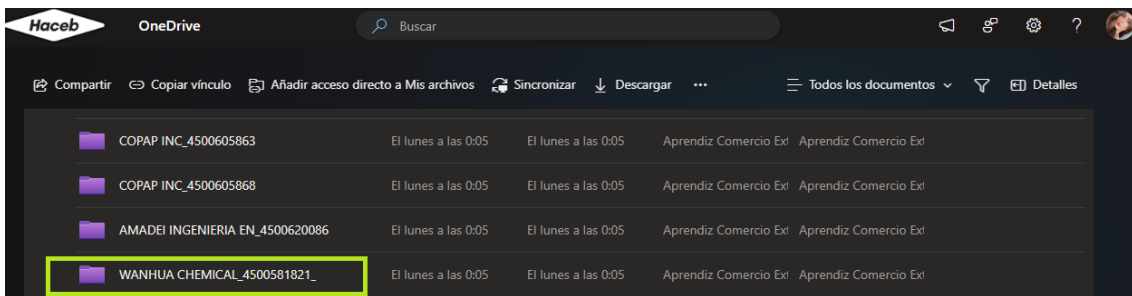 Haceb OneDrive Buscar ?
Compartir Copiar vínculo Añadir acceso directo a Mis archivos Sincronizar Descargar ... Todos los documentos Detalles
COPAP INC_4500605863 El lunes a las 0:05 El lunes a las 0:05 Aprendiz Comercio Ext Aprendiz Comercio Ext
COPAP INC_4500605868 El lunes a las 0:05 El lunes a las 0:05 Aprendiz Comercio Ext Aprendiz Comercio Ext
AMADEI INGENIERIA EN_4500620086 El lunes a las 0:05 El lunes a las 0:05 Aprendiz Comercio Ext Aprendiz Comercio Ext
WANHUA CHEMICAL_4500581821_ El lunes a las 0:05 El lunes a las 0:05 Aprendiz Comercio Ext Aprendiz Comercio Ext